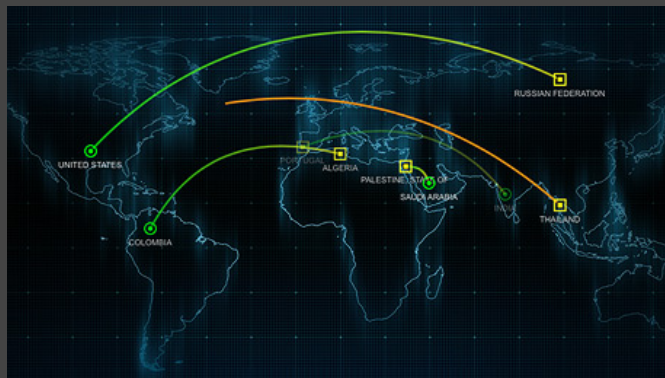 RUSSIAN FEDERATION
UNITED STATES
PORTUGAL
ALGERIA
PALESTINE, STATE OF
SAUDI ARABIA
INDIA
THAILAND
COLOMBIA